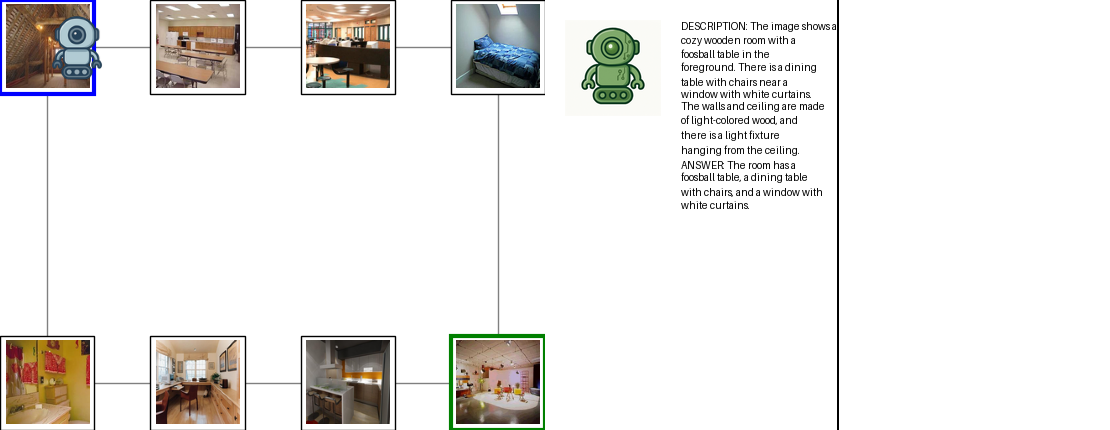 DESCRIPTION: The image shows a
cozy wooden room with a
foosball table in the
foreground. There is a dining
table with chairs near a
window with white curtains.
The walls and ceiling are made
of light-colored wood, and
there is a light fixture
hanging from the ceiling.
ANSWER: The room has a
foosball table, a dining table
with chairs, and a window with
white curtains.